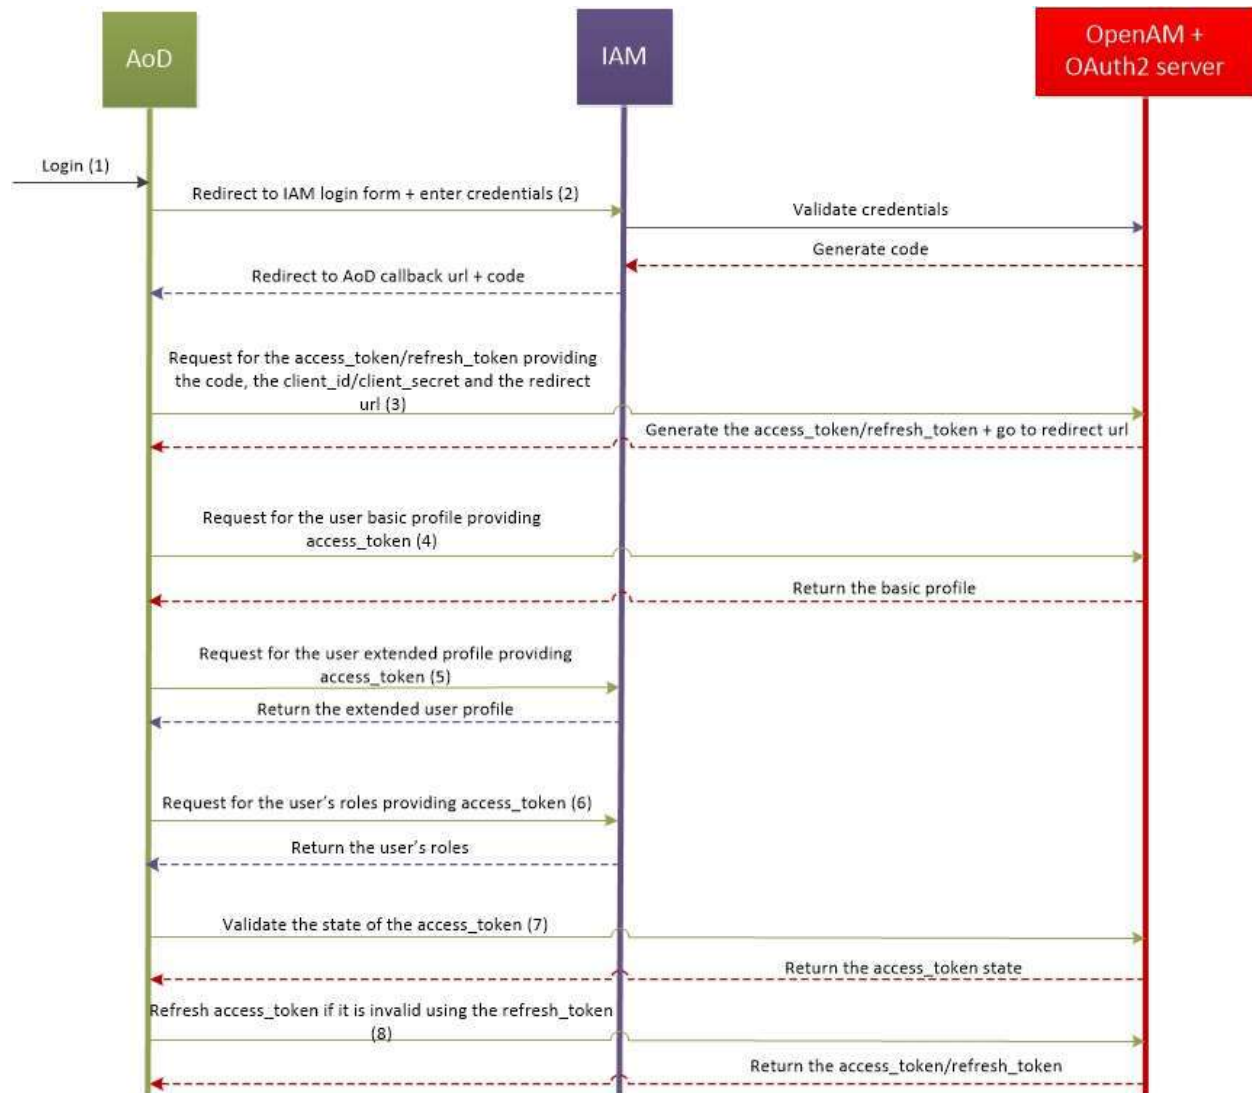 AoD
IAM
OpenAM +
OAuth2 server
Login (1)
Redirect to IAM login form + enter credentials (2)
Validate credentials
Generate code
Redirect to AoD callback url + code
Request for the access_token/refresh_token providing
the code, the client_id/client_secret and the redirect
url (3)
Generate the access_token/refresh_token + go to redirect url
Request for the user basic profile providing
access_token (4)
Return the basic profile
Request for the user extended profile providing
access_token (5)
Return the extended user profile
Request for the user’s roles providing access_token (6)
Return the user’s roles
Validate the state of the access_token (7)
Return the access_token state
Refresh access_token if it is invalid using the refresh_token
(8)
Return the access_token/refresh_token